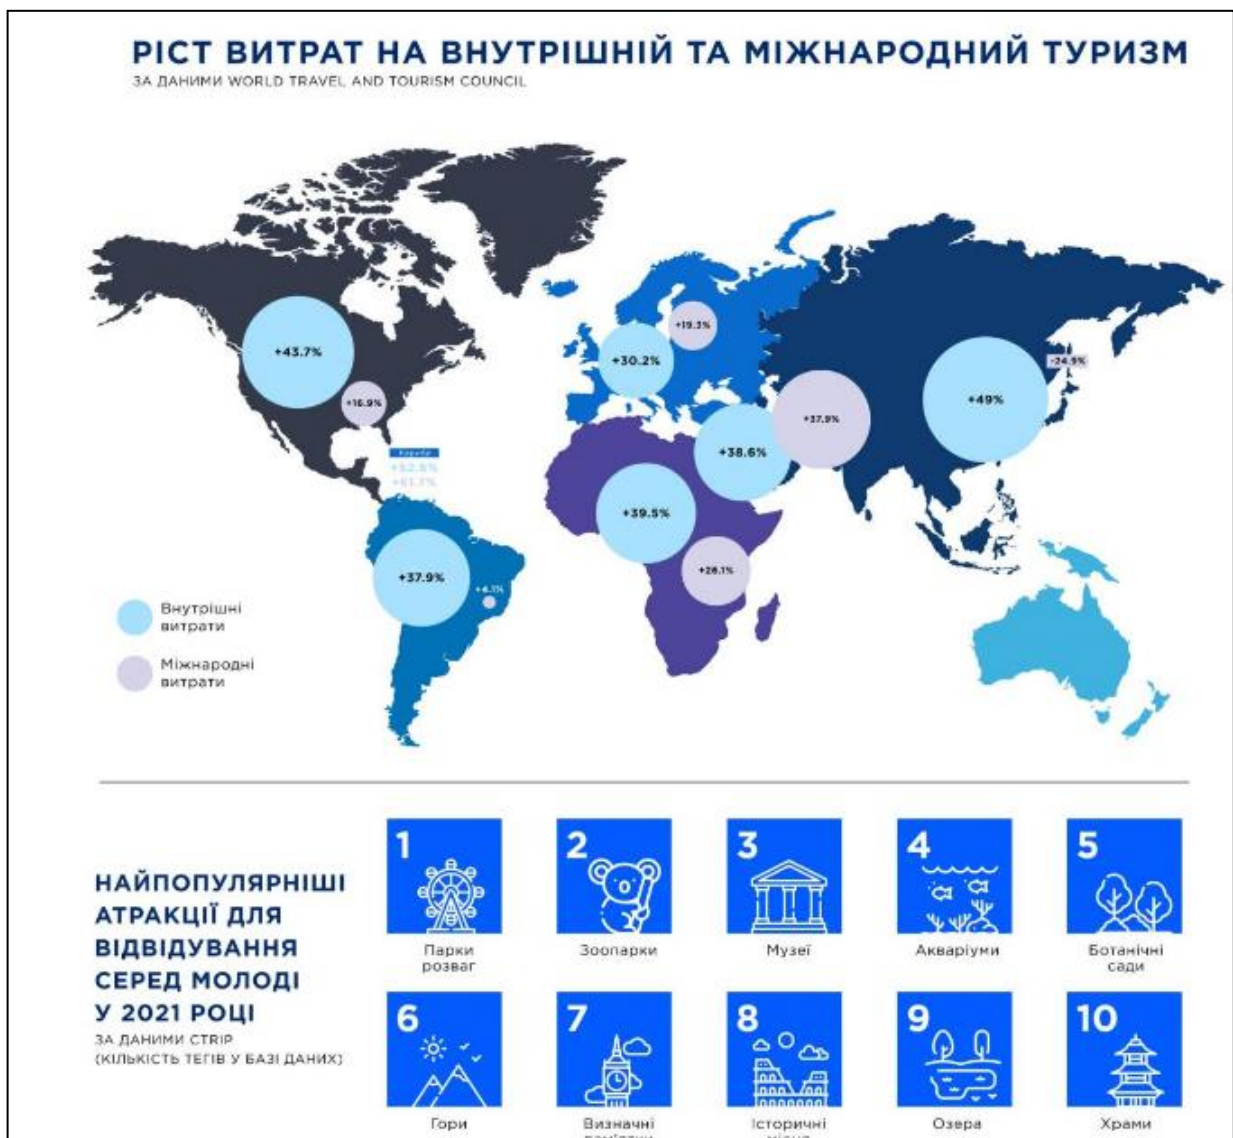 РІСТ ВИТРАТ НА ВНУТРІШНІЙ ТА МІЖНАРОДНИЙ ТУРИЗМ
ЗА ДАНИМИ WORLD TRAVEL AND TOURISM COUNCIL
+43.7%
+16.9%
+30.2%
+19.3%
+38.6%
+37.9%
+49%
-24.9%
+39.5%
+26.1%
Кариби
+37.9%
Внутрішні
витрати
Міжнародні
витрати
НАЙПОПУЛЯРНІШІ
АТРАКЦІЇ ДЛЯ
ВІДВІДУВАННЯ
СЕРЕД МОЛОДІ
У 2021 РОЦІ
ЗА ДАНИМИ CTRIP
(КІЛЬКІСТЬ ТЕГІВ У БАЗІ ДАНИХ)
1
Парки
розваг
2
Зоопарки
3
Музеї
4
Акваріуми
5
Ботанічні
сади
6
Гори
7
Визначні
8
Історичні
9
Озера
10
Храми